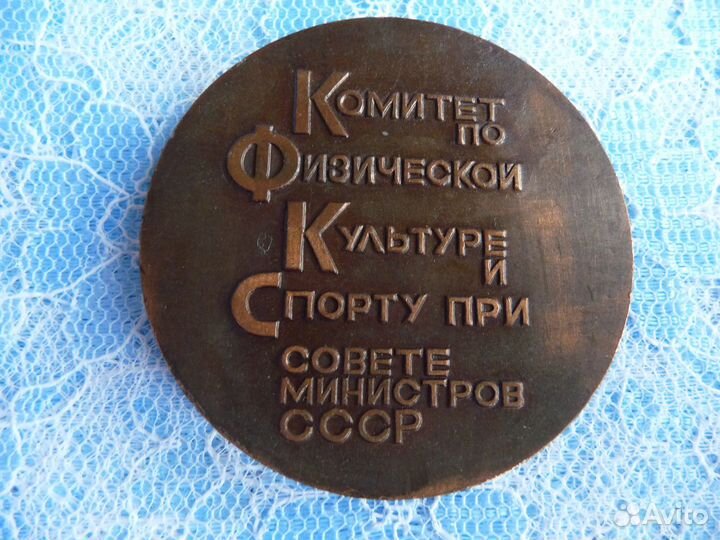 Комитет
по
Физической
Культуре
и
Спорту при
совете
министров
СССР
Avito